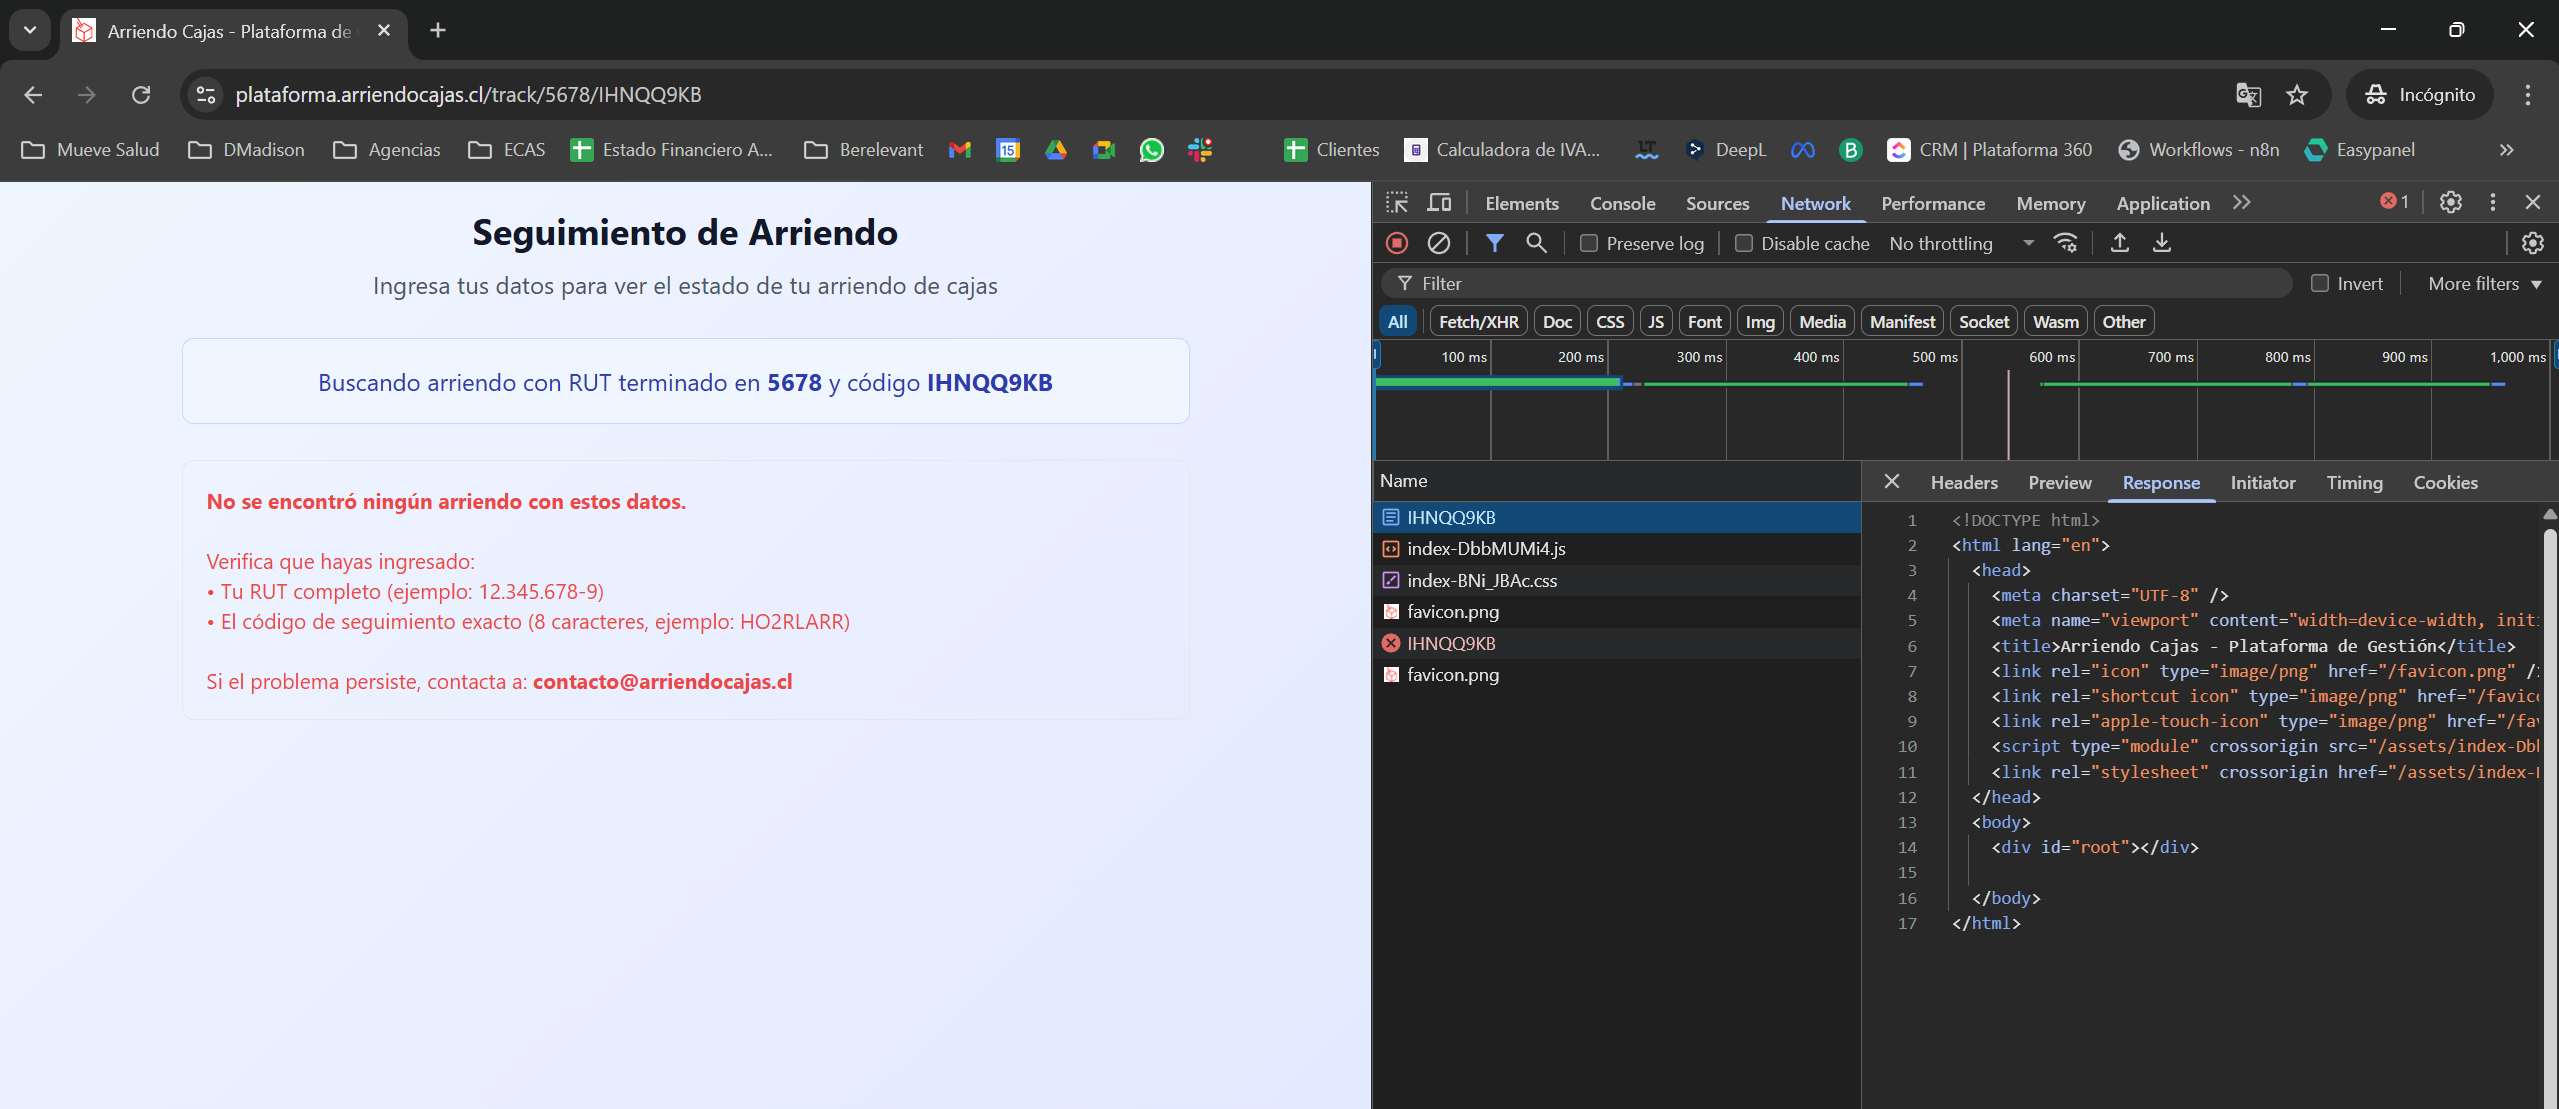 Arriendo Cajas - Plataforma de
plataforma.arriendocajas.cl/track/5678/IHNQQ9KB
Incógnito
Mueve Salud
DMadison
Agencias
ECAS
Estado Financiero A...
Berelevant
15
Clientes
Calculadora de IVA...
LT
DeepL
B
CRM | Plataforma 360
Workflows - n8n
Easypanel
Seguimiento de Arriendo
Ingresa tus datos para ver el estado de tu arriendo de cajas
Buscando arriendo con RUT terminado en 5678 y código IHNQQ9KB
No se encontró ningún arriendo con estos datos.
Verifica que hayas ingresado:
• Tu RUT completo (ejemplo: 12.345.678-9)
• El código de seguimiento exacto (8 caracteres, ejemplo: HO2RLARR)
Si el problema persiste, contacta a: contacto@arriendocajas.cl
Elements Console Sources Network Performance Memory Application 1
Preserve log Disable cache No throttling
Filter Invert More filters
All Fetch/XHR Doc CSS JS Font Img Media Manifest Socket Wasm Other
100 ms 200 ms 300 ms 400 ms 500 ms 600 ms 700 ms 800 ms 900 ms 1,000 ms
Name
IHNQQ9KB
index-DbbMUMi4.js
index-BNi_JBAc.css
favicon.png
IHNQQ9KB
favicon.png
Headers Preview Response Initiator Timing Cookies
1 <!DOCTYPE html>
2 <html lang="en">
3 <head>
4 <meta charset="UTF-8" />
5 <meta name="viewport" content="width=device-width, initi
6 <title>Arriendo Cajas - Plataforma de Gestión</title>
7 <link rel="icon" type="image/png" href="/favicon.png" /
8 <link rel="shortcut icon" type="image/png" href="/favic
9 <link rel="apple-touch-icon" type="image/png" href="/fa
10 <script type="module" crossorigin src="/assets/index-Db
11 <link rel="stylesheet" crossorigin href="/assets/index-
12 </head>
13 <body>
14 <div id="root"></div>
15
16 </body>
17 </html>